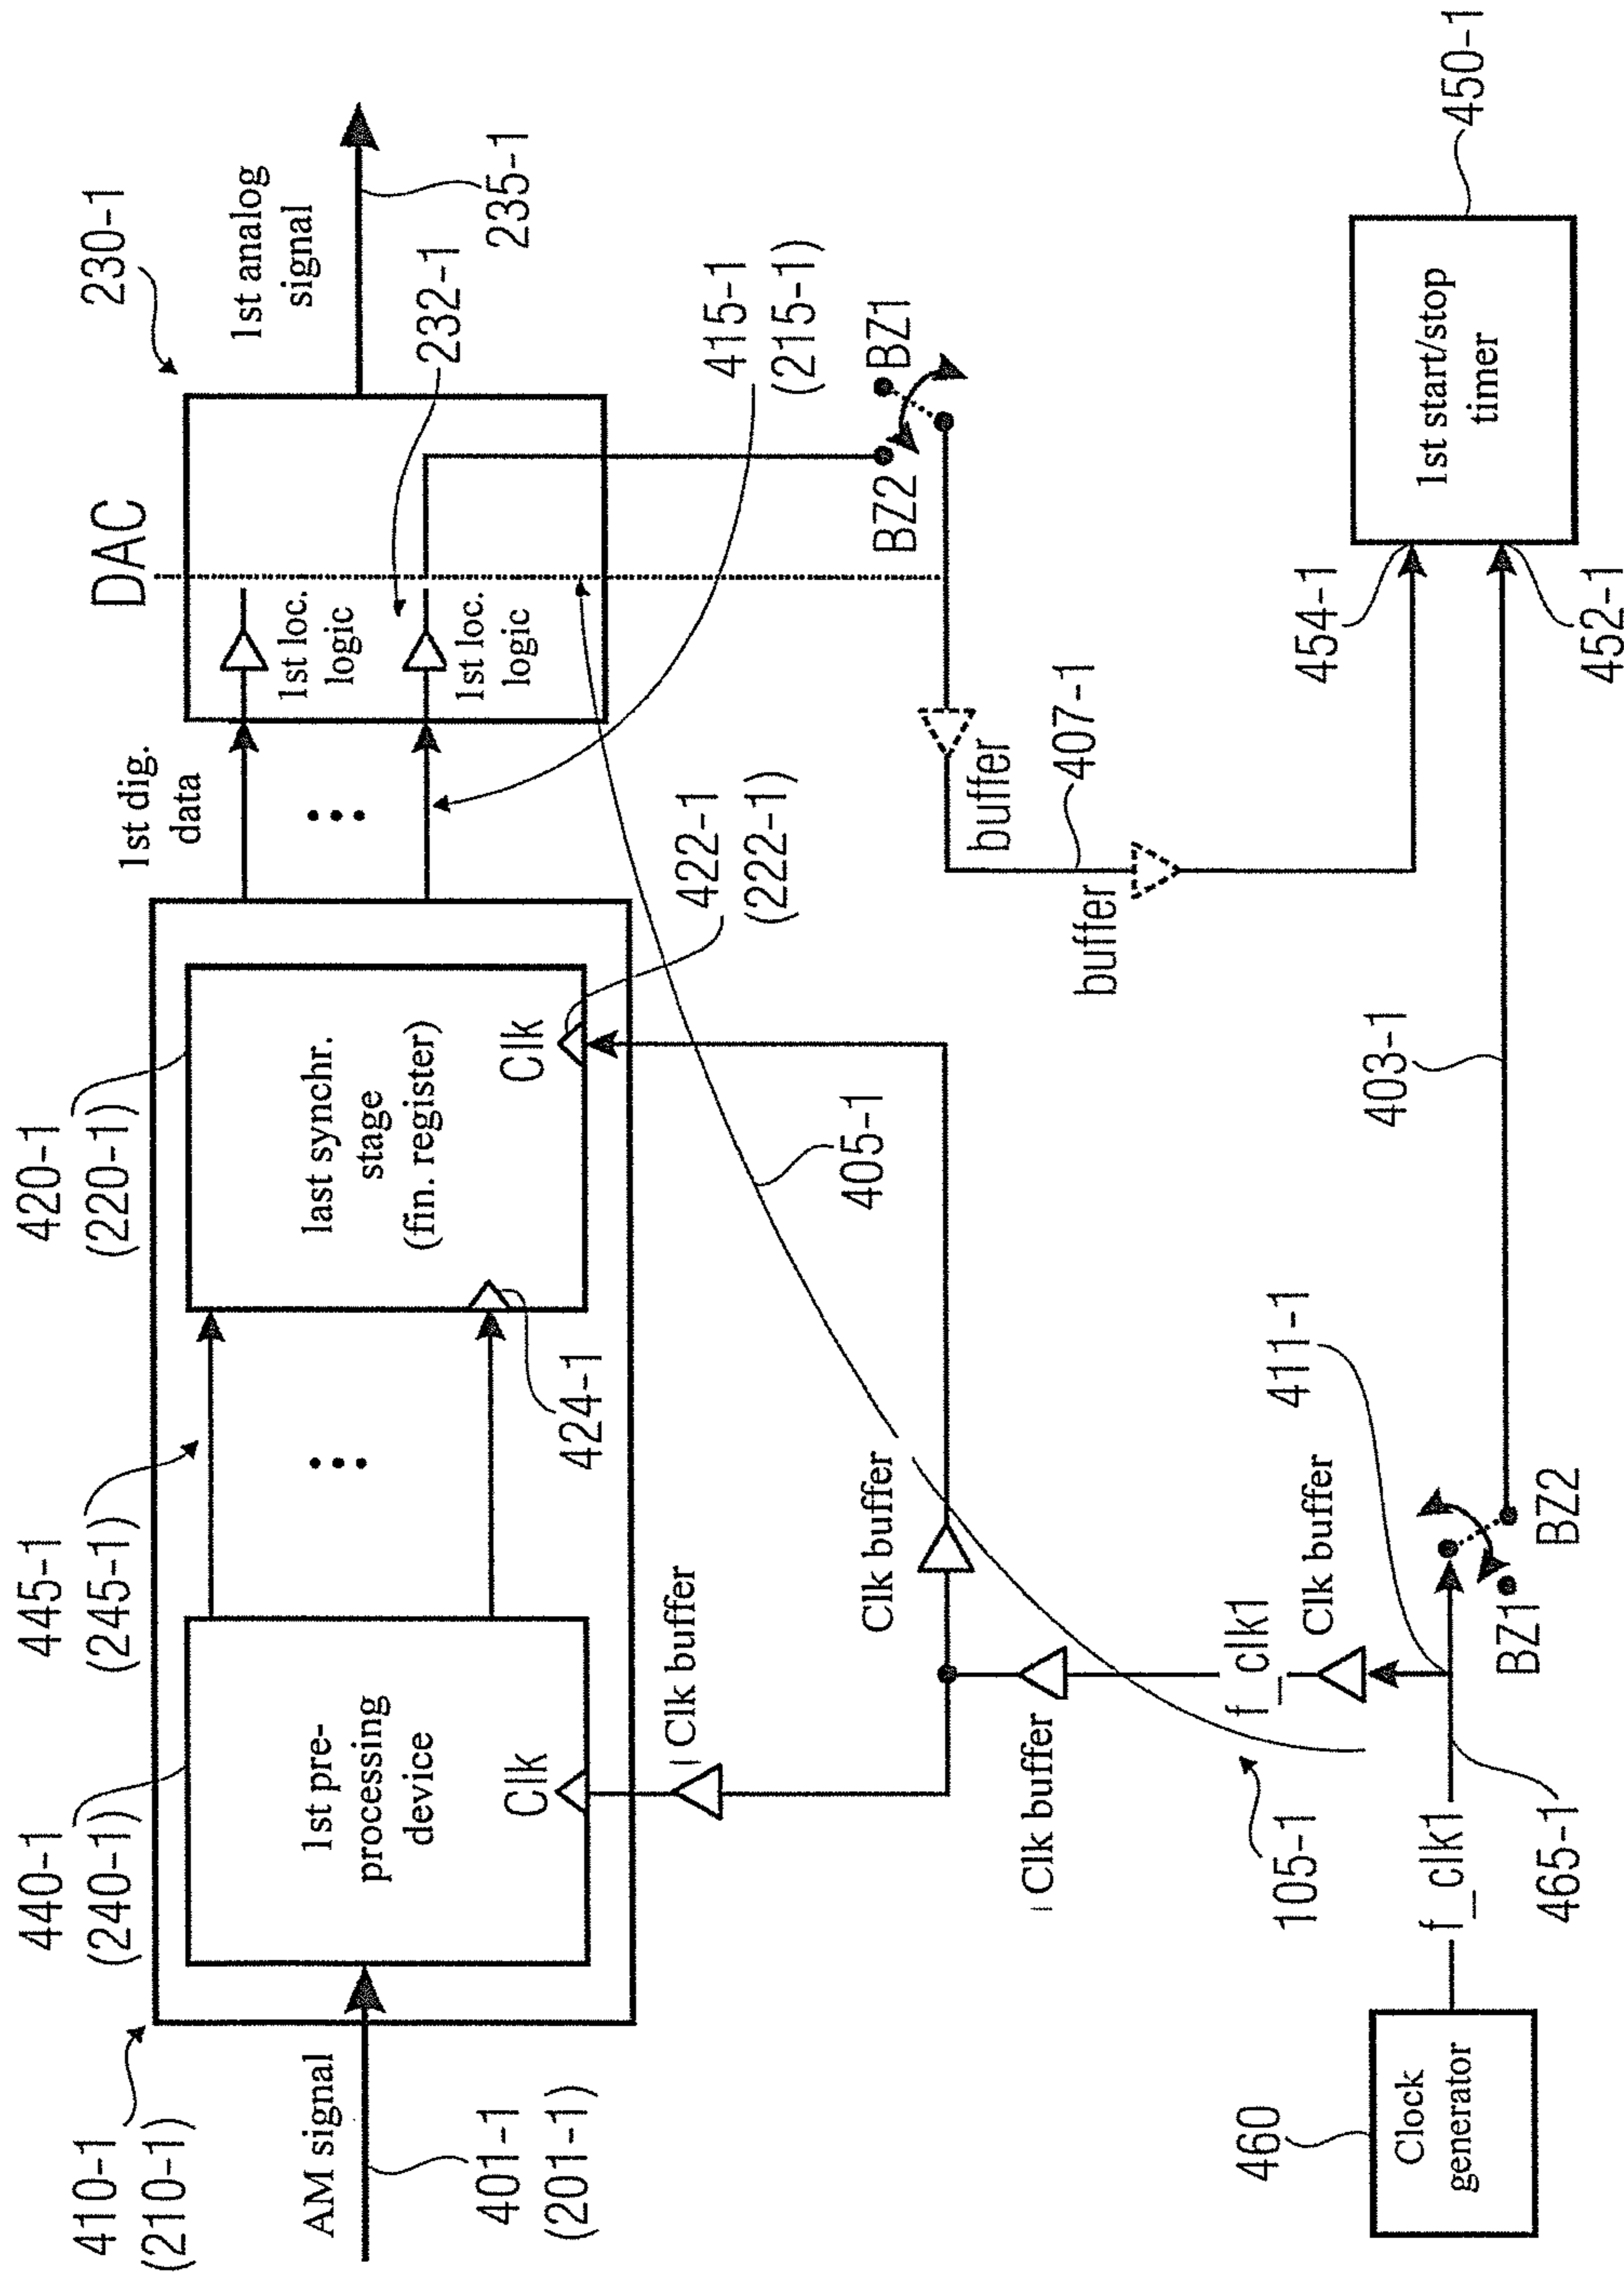 410-1
(210-1)
440-1
(240-1)
445-1
(245-1)
420-1
(220-1)
DAC
230-1
AM signal
401-1
(201-1)
1st pre-
processing
device
Clk
last synchr.
stage
(fin. register)
Clk
424-1
1st dig.
data
1st loc.
logic
1st loc.
logic
232-1
1st analog
signal
235-1
415-1
(215-1)
422-1
(222-1)
Clk buffer
Clk buffer
Clk buffer
405-1
BZ2
BZ1
buffer
buffer
407-1
105-1
f_clk1
Clk buffer
411-1
460
Clock
generator
f_clk1
465-1
BZ1
BZ2
403-1
454-1
452-1
1st start/stop
timer
450-1